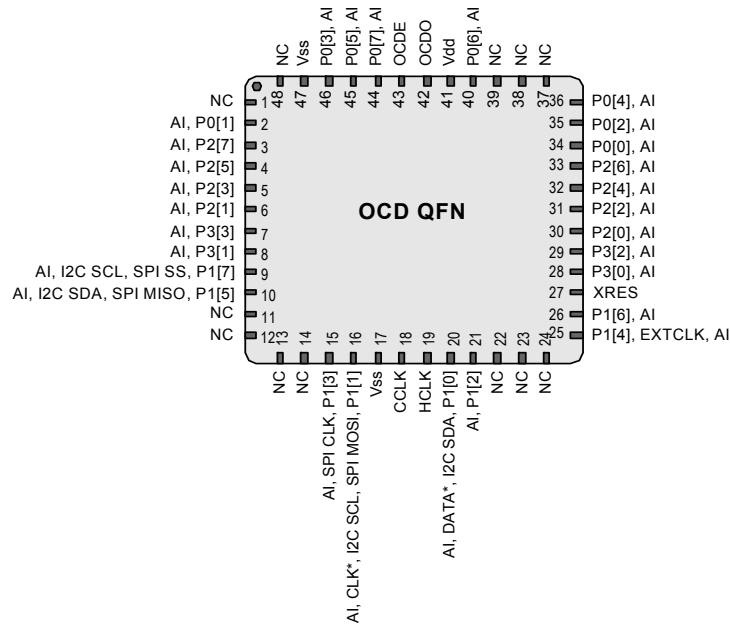 NC
Vss
P0[3], AI
P0[5], AI
P0[7], AI
OCDE
OCDO
Vdd
P0[6], AI
NC
NC
NC
48
47
46
45
44
43
42
41
40
39
38
37
NC 1
AI, P0[1] 2
AI, P2[7] 3
AI, P2[5] 4
AI, P2[3] 5
AI, P2[1] 6
AI, P3[3] 7
AI, P3[1] 8
AI, I2C SCL, SPI SS, P1[7] 9
AI, I2C SDA, SPI MISO, P1[5] 10
NC 11
NC 12
OCD QFN
36 P0[4], AI
35 P0[2], AI
34 P0[0], AI
33 P2[6], AI
32 P2[4], AI
31 P2[2], AI
30 P2[0], AI
29 P3[2], AI
28 P3[0], AI
27 XRES
26 P1[6], AI
25 P1[4], EXTCLK, AI
13
14
15
16
17
18
19
20
21
22
23
24
NC
NC
AI, SPI CLK, P1[3]
AI, CLK*, I2C SCL, SPI MOSI, P1[1]
Vss
CCLK
HCLK
AI, DATA*, I2C SDA, P1[0]
AI, P1[2]
NC
NC
NC